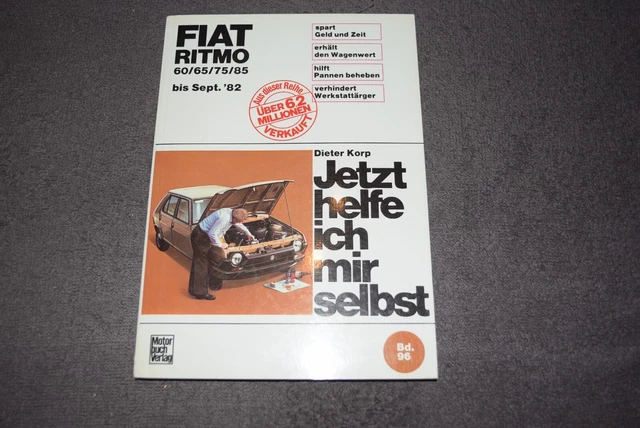 FIAT
RITMO
60/65/75/85
bis Sept. '82
spart
Geld und Zeit
erhält
den Wagenwert
hilft
Pannen beheben
verhindert
Werkstattärger
Aus dieser Reihe
ÜBER 6,2
MILLIONEN
VERKAUFT
Dieter Korp
Jetzt
helfe
ich
mir
selbst
Motor
buch
Verlag
Bd.
96